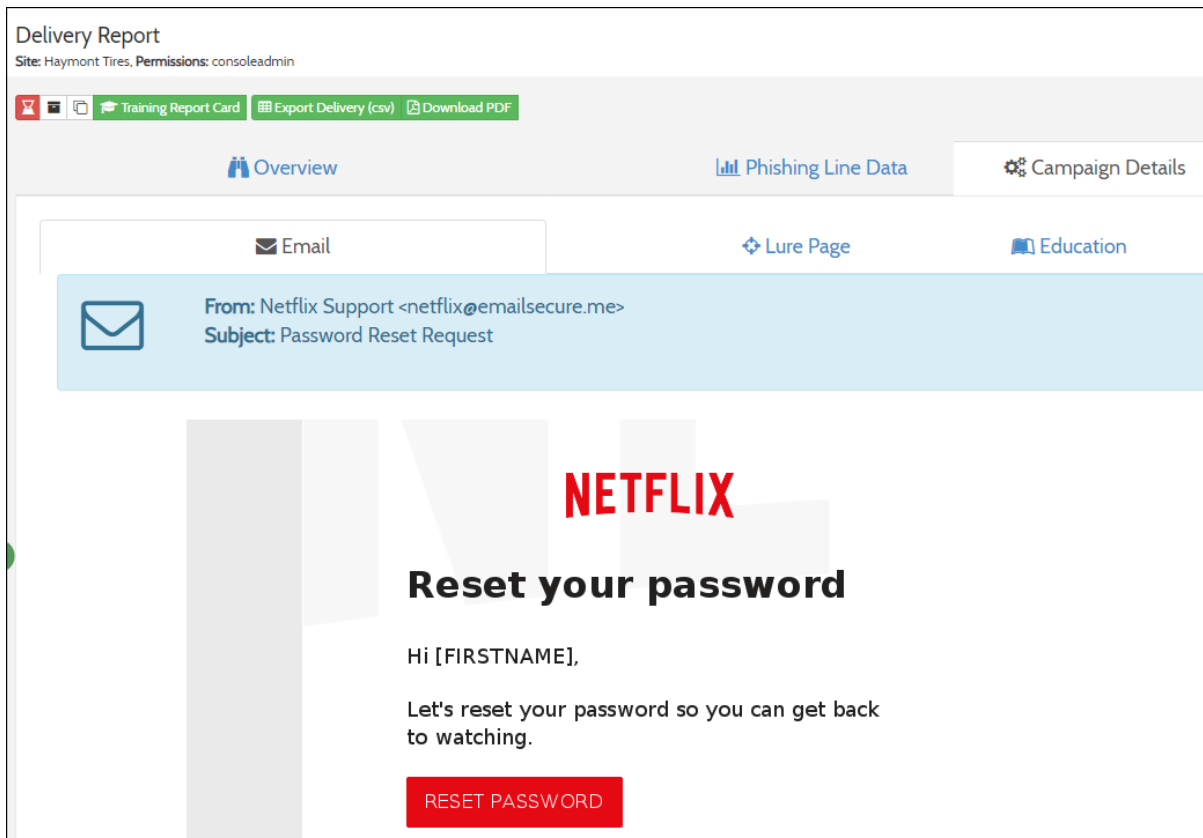 Delivery Report
Site: Haymont Tires, Permissions: consoleadmin
Training Report Card Export Delivery (csv) Download PDF
Overview Phishing Line Data Campaign Details
Email Lure Page Education
From: Netflix Support <netflix@emailsecure.me>
Subject: Password Reset Request
NETFLIX
Reset your password
Hi [FIRSTNAME],
Let's reset your password so you can get back
to watching.
RESET PASSWORD